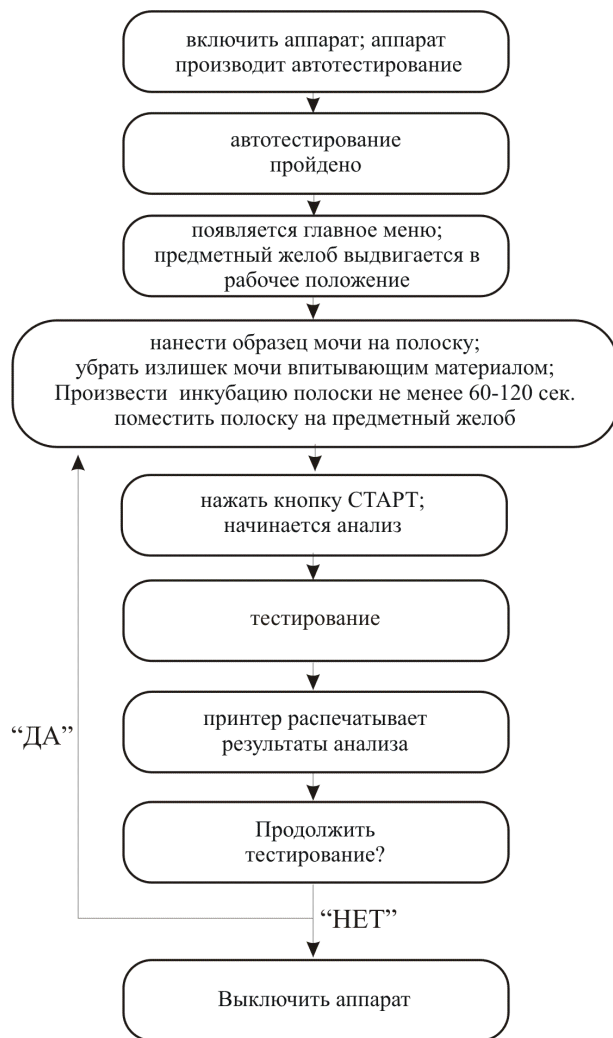 включить аппарат; аппарат
производит автотестирование
автотестирование
пройдено
появляется главное меню;
предметный желоб выдвигается в
рабочее положение
нанести образец мочи на полоску;
убрать излишек мочи впитывающим материалом;
Произвести инкубацию полоски не менее 60-120 сек.
поместить полоску на предметный желоб
нажать кнопку СТАРТ;
начинается анализ
тестирование
принтер распечатывает
результаты анализа
“ДА”
Продолжить
тестирование?
“НЕТ”
Выключить аппарат